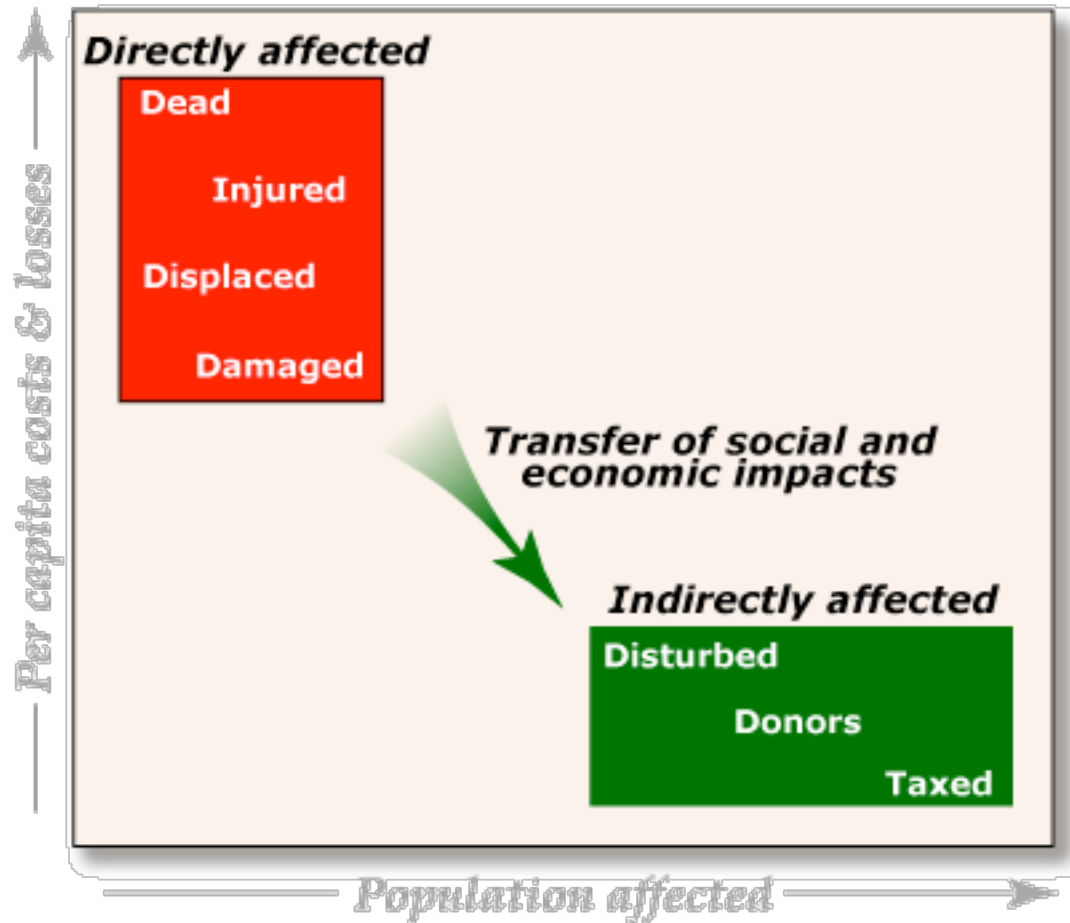 Directly affected
Dead
Injured
Displaced
Damaged
Transfer of social and
economic impacts
Indirectly affected
Disturbed
Donors
Taxed
Per capita costs & losses
Population affected